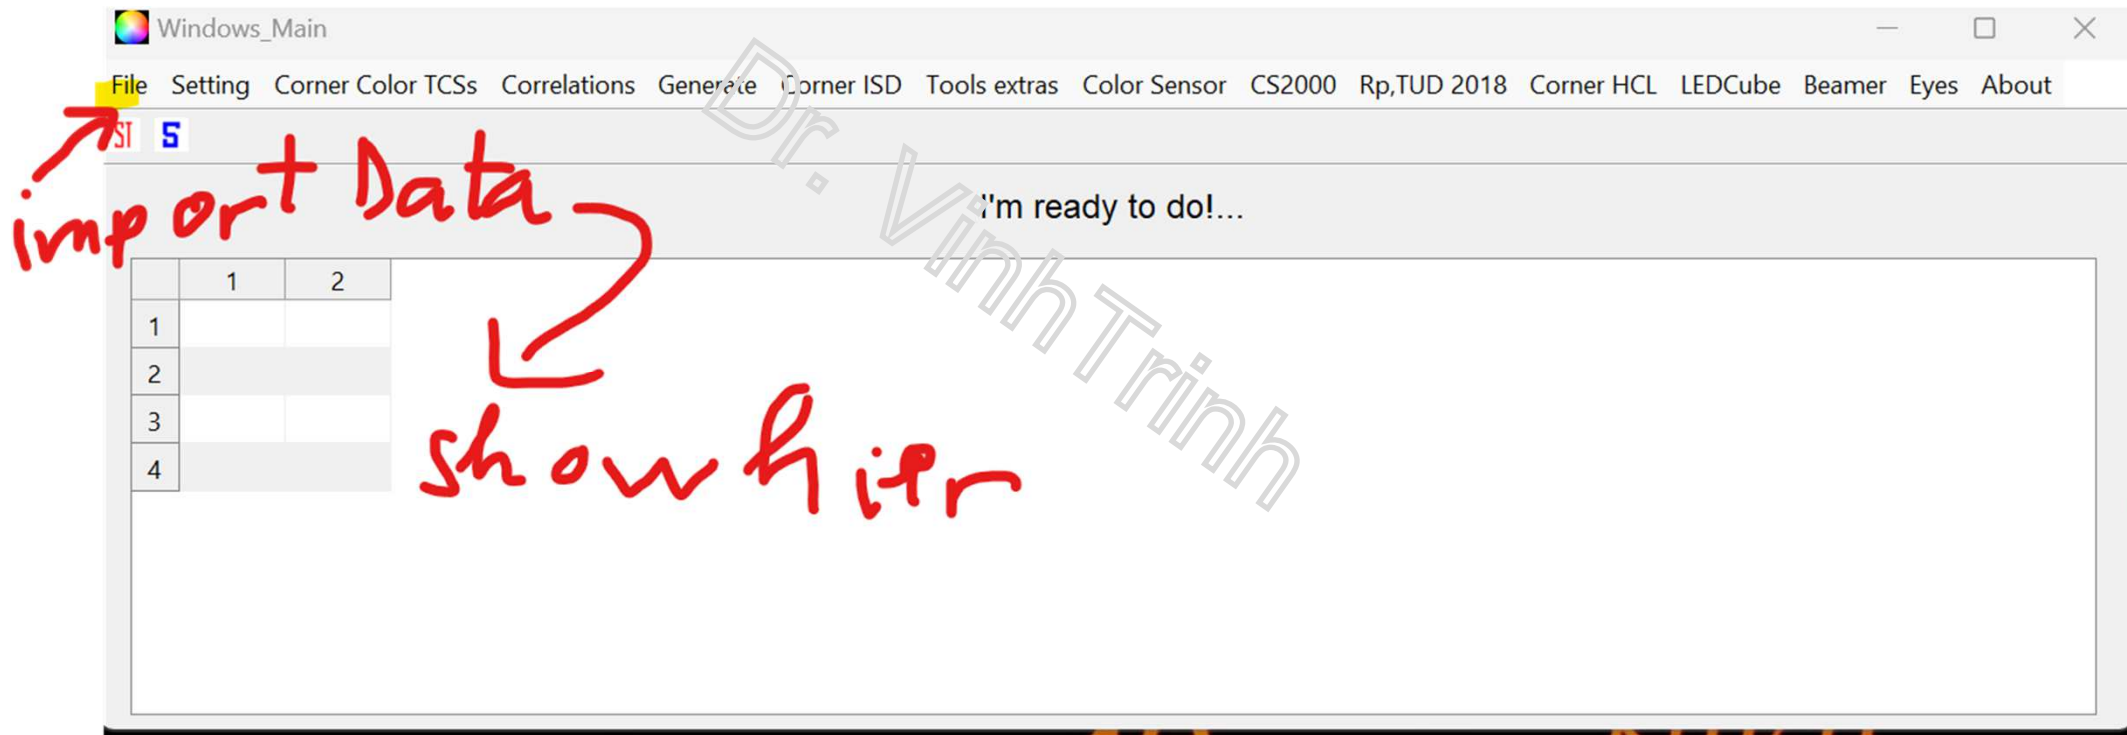 Windows_Main
File Setting Corner Color TCSs Correlations Generate Corner ISD Tools extras Color Sensor CS2000 Rp,TUD 2018 Corner HCL LEDCube Beamer Eyes About
ST S
import Data
I'm ready to do!...
1 2
1
2
3
4
show hier
Dr. VinhTrinh